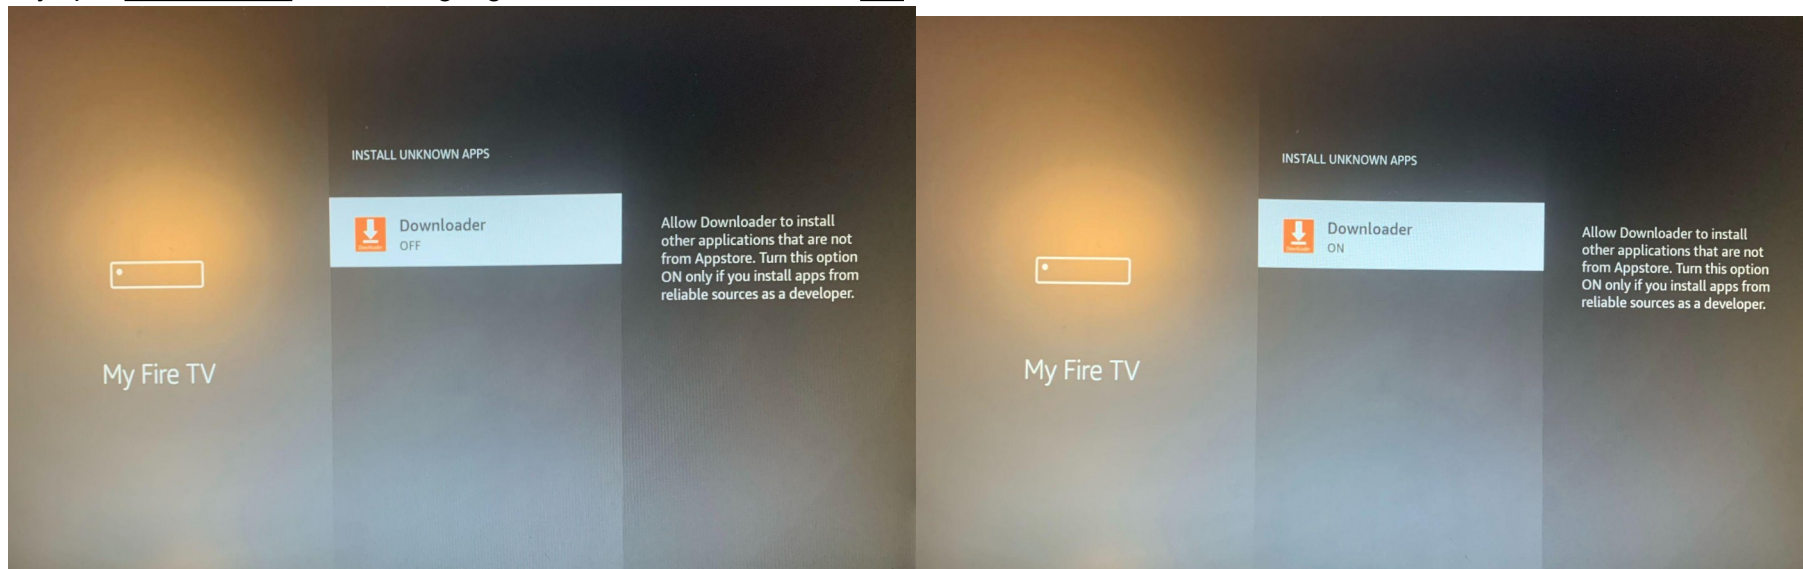 INSTALL UNKNOWN APPS
Downloader
OFF
Allow Downloader to install
other applications that are not
from Appstore. Turn this option
ON only if you install apps from
reliable sources as a developer.
My Fire TV
INSTALL UNKNOWN APPS
Downloader
ON
Allow Downloader to install
other applications that are not
from Appstore. Turn this option
ON only if you install apps from
reliable sources as a developer.
My Fire TV